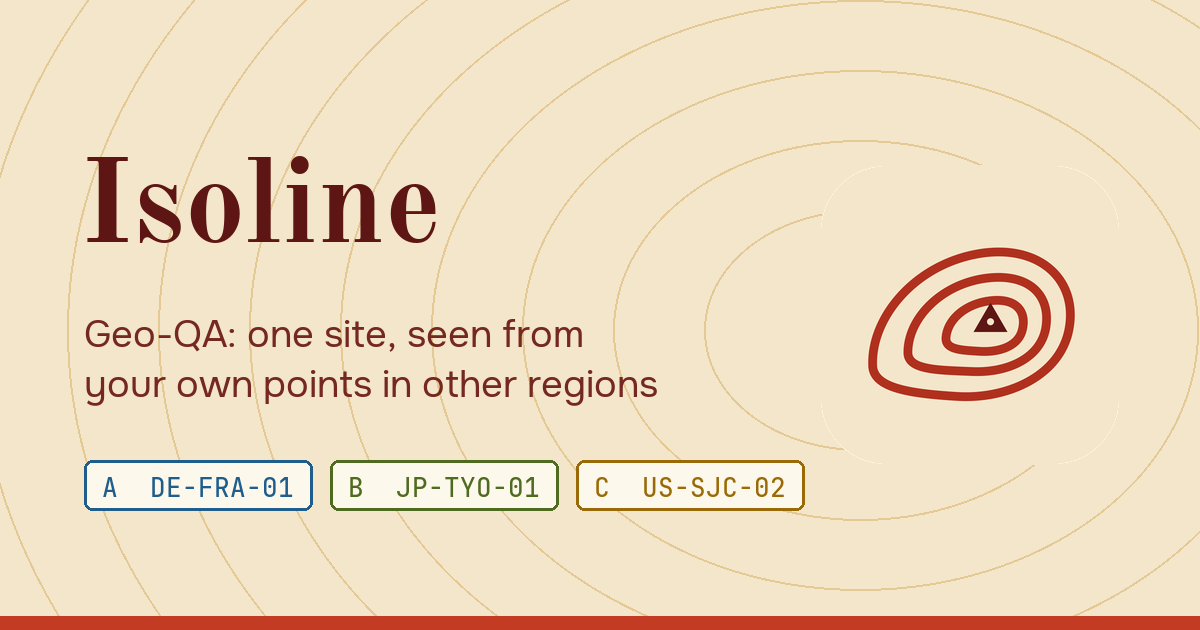 Isoline
Geo-QA: one site, seen from
your own points in other regions
A DE-FRA-01 B JP-TYO-01 C US-SJC-02